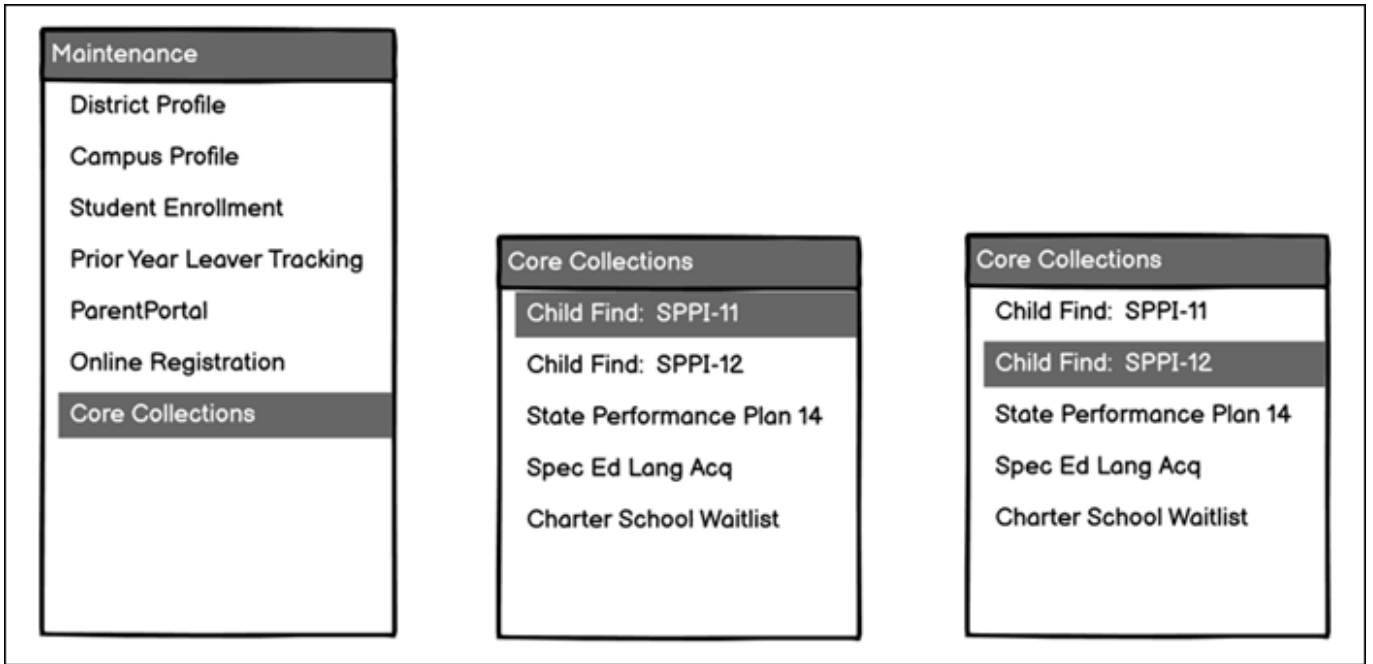 Maintenance
District Profile
Campus Profile
Student Enrollment
Prior Year Leaver Tracking
ParentPortal
Online Registration
Core Collections
Core Collections
Child Find: SPPI-11
Child Find: SPPI-12
State Performance Plan 14
Spec Ed Lang Acq
Charter School Waitlist
Core Collections
Child Find: SPPI-11
Child Find: SPPI-12
State Performance Plan 14
Spec Ed Lang Acq
Charter School Waitlist